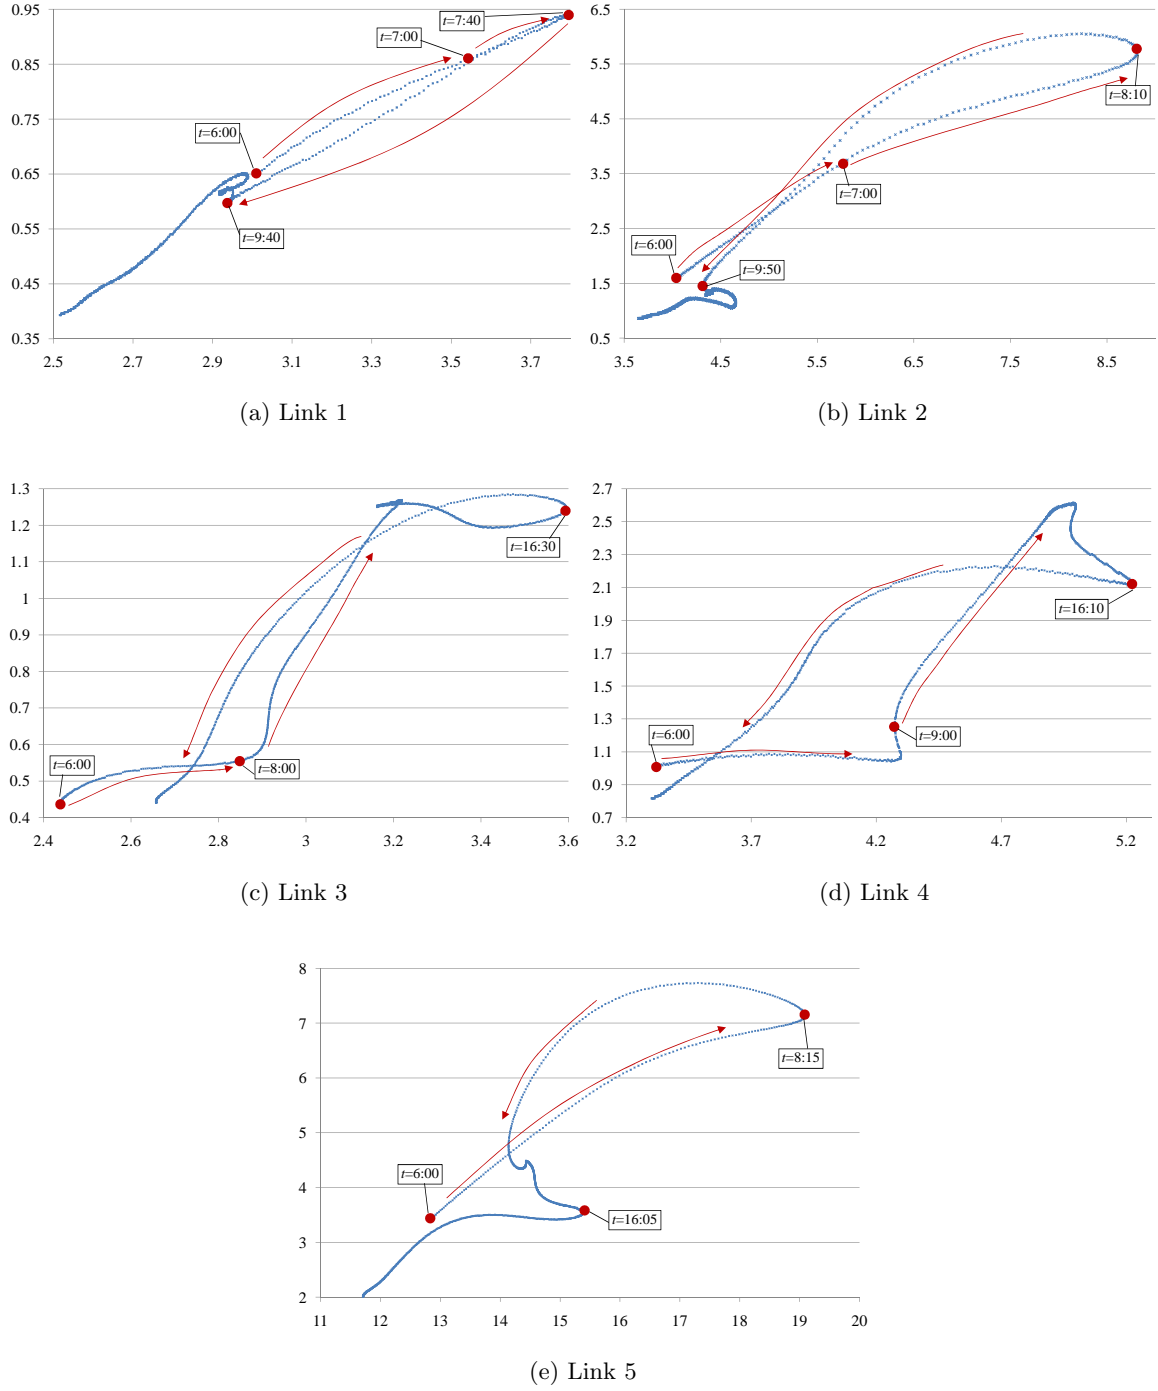 0.95
0.85
0.75
0.65
0.55
0.45
0.35
2.5 2.7 2.9 3.1 3.3 3.5 3.7
t=7:40
t=7:00
t=6:00
t=9:40
(a) Link 1
6.5
5.5
4.5
3.5
2.5
1.5
0.5
3.5 4.5 5.5 6.5 7.5 8.5
t=8:10
t=7:00
t=6:00
t=9:50
(b) Link 2
1.3
1.2
1.1
1
0.9
0.8
0.7
0.6
0.5
0.4
2.4 2.6 2.8 3 3.2 3.4 3.6
t=16:30
t=6:00
t=8:00
(c) Link 3
2.7
2.5
2.3
2.1
1.9
1.7
1.5
1.3
1.1
0.9
0.7
3.2 3.7 4.2 4.7 5.2
t=16:10
t=6:00
t=9:00
(d) Link 4
8
7
6
5
4
3
2
11 12 13 14 15 16 17 18 19 20
t=8:15
t=6:00
t=16:05
(e) Link 5